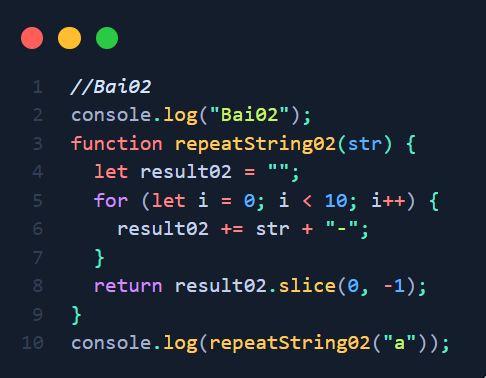 1 //Bai02
2 console.log("Bai02");
3 function repeatString02(str) {
4   let result02 = "";
5   for (let i = 0; i < 10; i++) {
6     result02 += str + "-";
7   }
8   return result02.slice(0, -1);
9 }
10 console.log(repeatString02("a"));